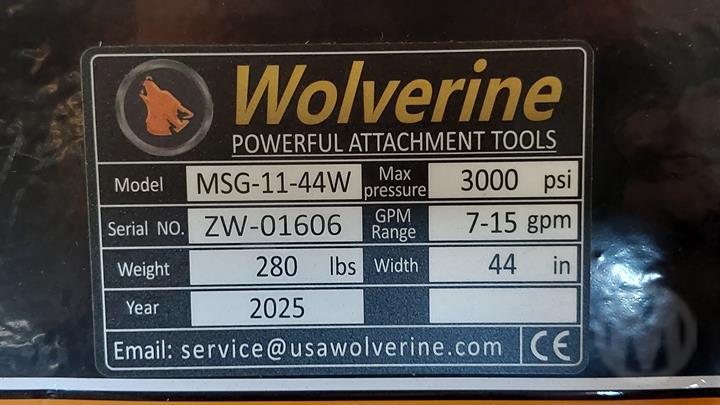 Wolverine
POWERFUL ATTACHMENT TOOLS
Model MSG-11-44W Max pressure 3000 psi
Serial NO. ZW-01606 GPM Range 7-15 gpm
Weight 280 lbs Width 44 in
Year 2025
Email: service@usawolverine.com CE